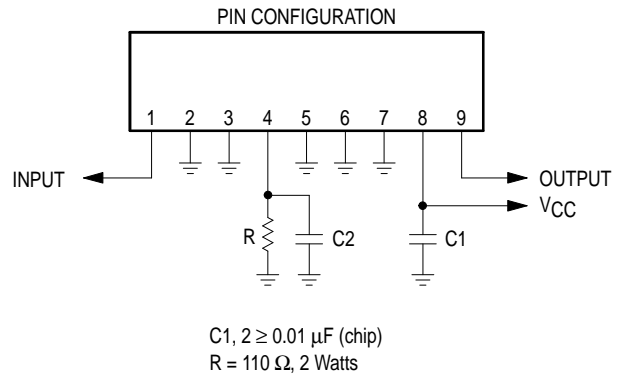 PIN CONFIGURATION
1 2 3 4 5 6 7 8 9
INPUT
OUTPUT
VCC
R
C2
C1
C1, 2 ≥ 0.01 μF (chip)
R = 110 Ω, 2 Watts